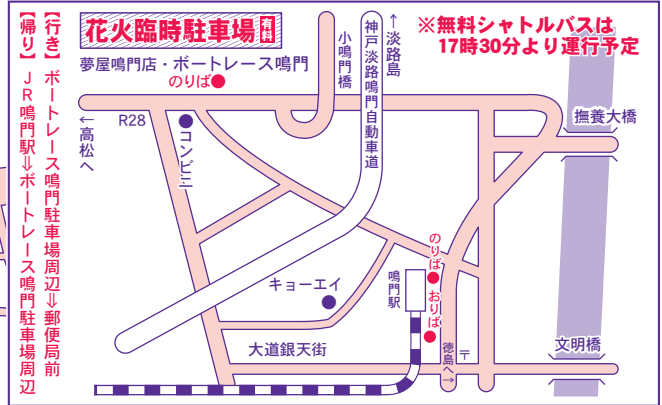 【行き】ボートレース鳴門駐車場周辺⇒郵便局前
【帰り】JR鳴門駅⇒ボートレース鳴門駐車場周辺
花火臨時駐車場 有料
夢屋鳴門店・ボートレース鳴門
のりば
小鳴門橋
神戸淡路鳴門自動車道
←淡路島
※無料シャトルバスは
17時30分より運行予定
撫養大橋
R28
←高松へ
コンビニ
キョーエイ
鳴門駅
のりば
おりば
大道銀天街
徳島へ→
〒
文明橋